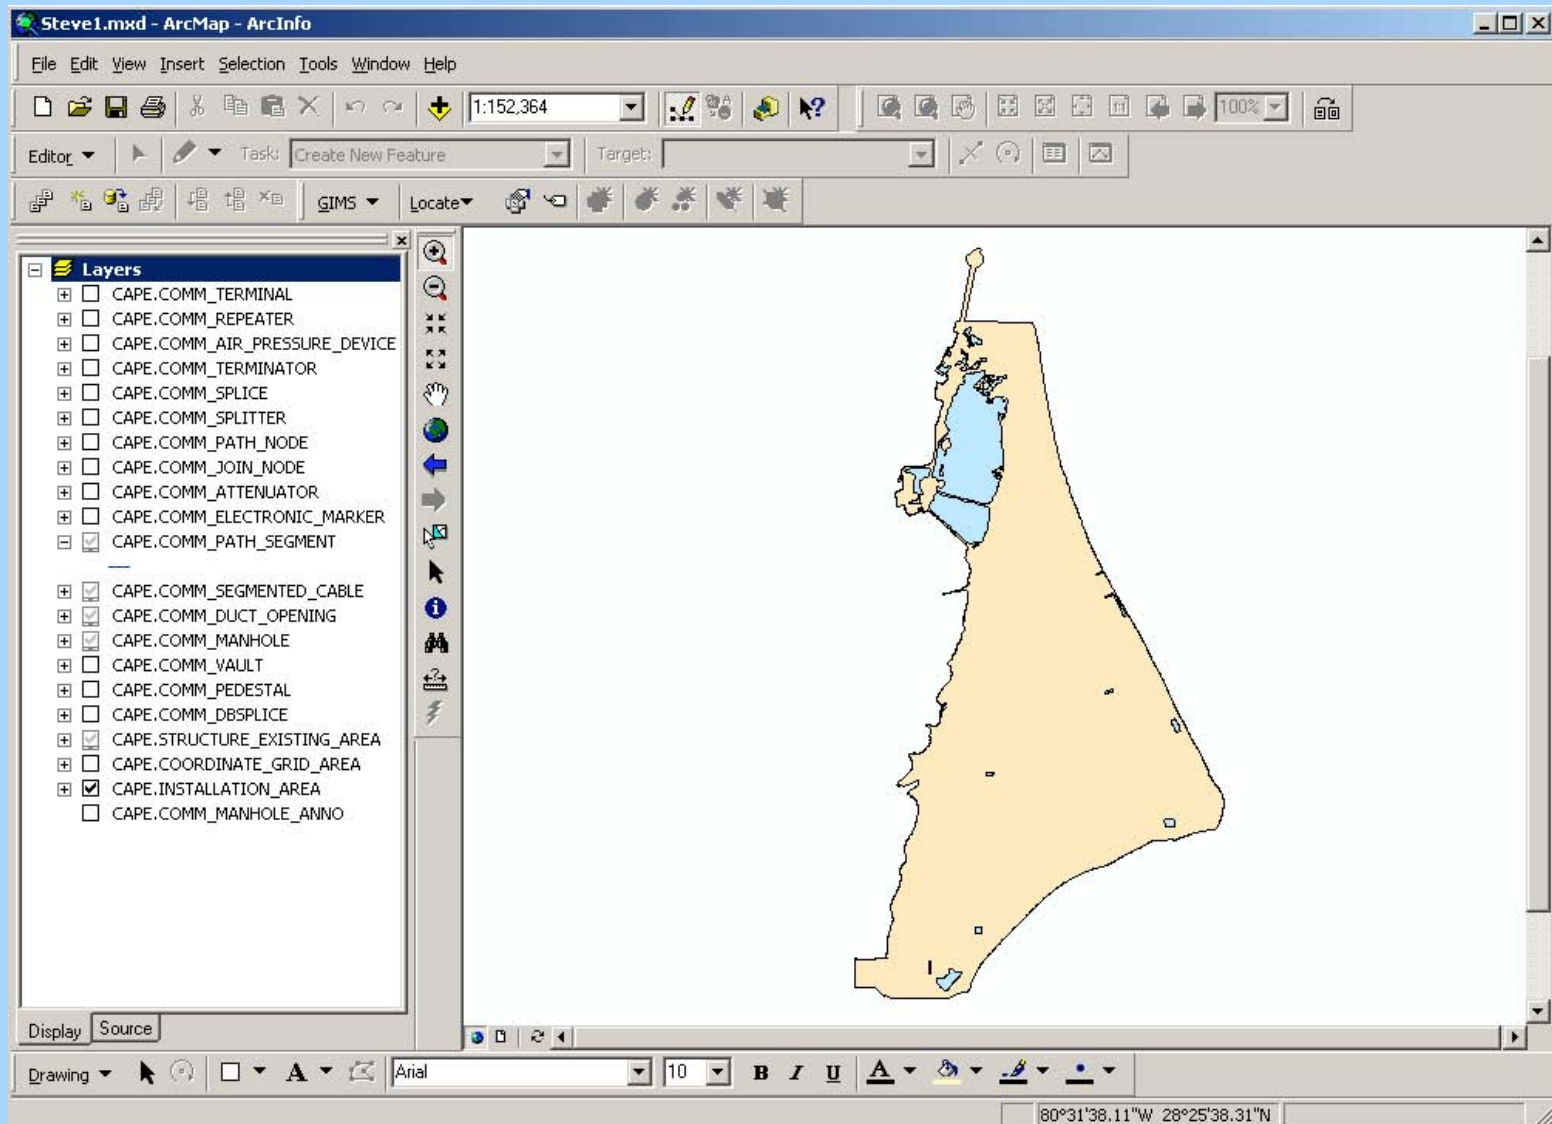 Steve1.mxd - ArcMap - ArcInfo
File Edit View Insert Selection Tools Window Help
1:152,364 100%
Editor Task: Create New Feature Target:
GIMS Locate
Layers
CAPE.COMM_TERMINAL
CAPE.COMM_REPEATER
CAPE.COMM_AIR_PRESSURE_DEVICE
CAPE.COMM_TERMINATOR
CAPE.COMM_SPLICE
CAPE.COMM_SPLITTER
CAPE.COMM_PATH_NODE
CAPE.COMM_JOIN_NODE
CAPE.COMM_ATTENUATOR
CAPE.COMM_ELECTRONIC_MARKER
CAPE.COMM_PATH_SEGMENT
CAPE.COMM_SEGMENTED_CABLE
CAPE.COMM_DUCT_OPENING
CAPE.COMM_MANHOLE
CAPE.COMM_VAULT
CAPE.COMM_PEDESTAL
CAPE.COMM_DBSPLICE
CAPE.STRUCTURE_EXISTING_AREA
CAPE.COORDINATE_GRID_AREA
CAPE.INSTALLATION_AREA
CAPE.COMM_MANHOLE_ANNO
Display Source
Drawing A Arial 10 B I U A
80°31'38.11"W 28°25'38.31"N